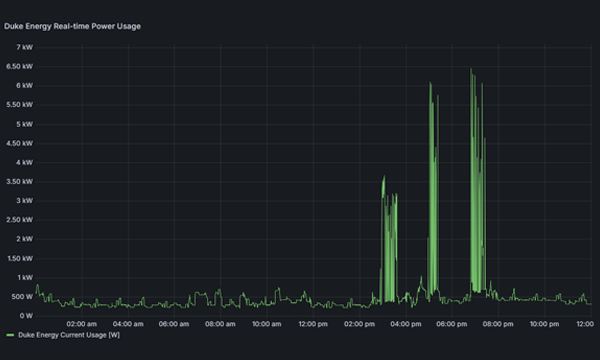 Duke Energy Real-time Power Usage
7 kW
6.50 kW
6 kW
5.50 kW
5 kW
4.50 kW
4 kW
3.50 kW
3 kW
2.50 kW
2 kW
1.50 kW
1 kW
500 W
0 W
02:00 am 04:00 am 06:00 am 08:00 am 10:00 am 12:00 pm 02:00 pm 04:00 pm 06:00 pm 08:00 pm 10:00 pm 12:00
Duke Energy Current Usage [W]